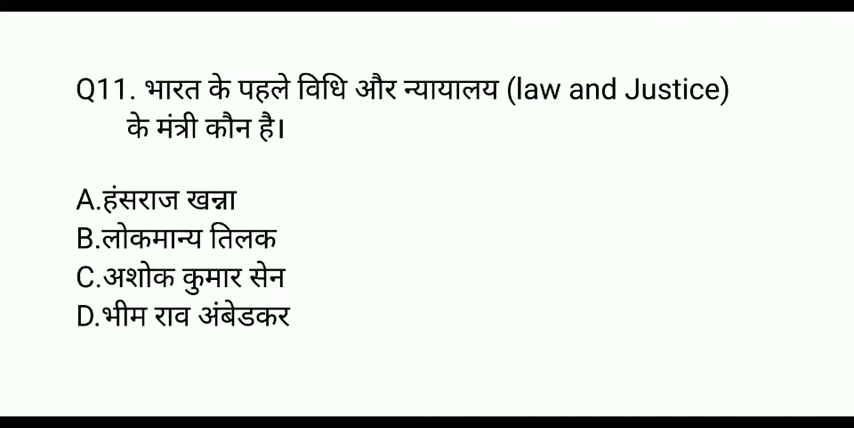 Q11. भारत के पहले विधि और न्यायालय (law and Justice)
के मंत्री कौन है।
A.हंसराज खन्ना
B.लोकमान्य तिलक
C.अशोक कुमार सेन
D.भीम राव अंबेडकर